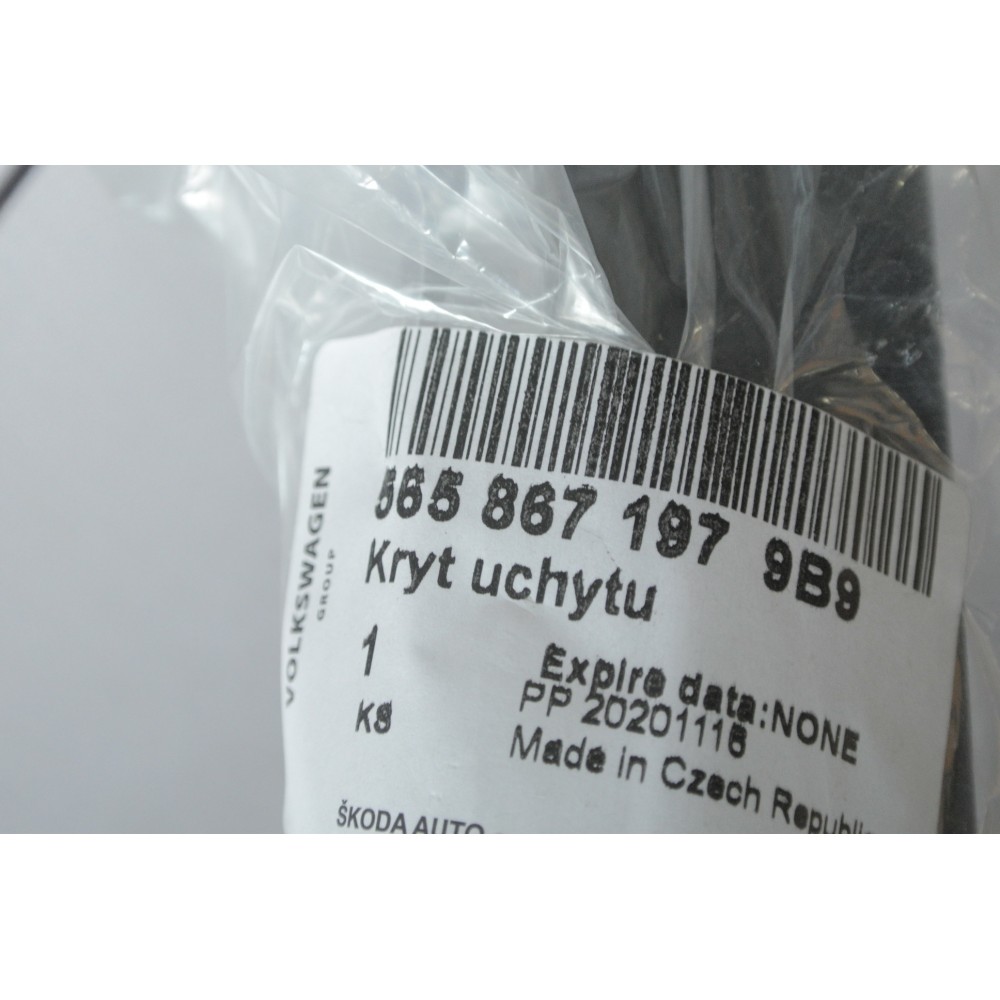 VOLKSWAGEN
GROUP
565 867 197 9B9
Kryt uchytu
1
ks
Expire data:NONE
PP 20201116
Made in Czech Republic
ŠKODA AUTO